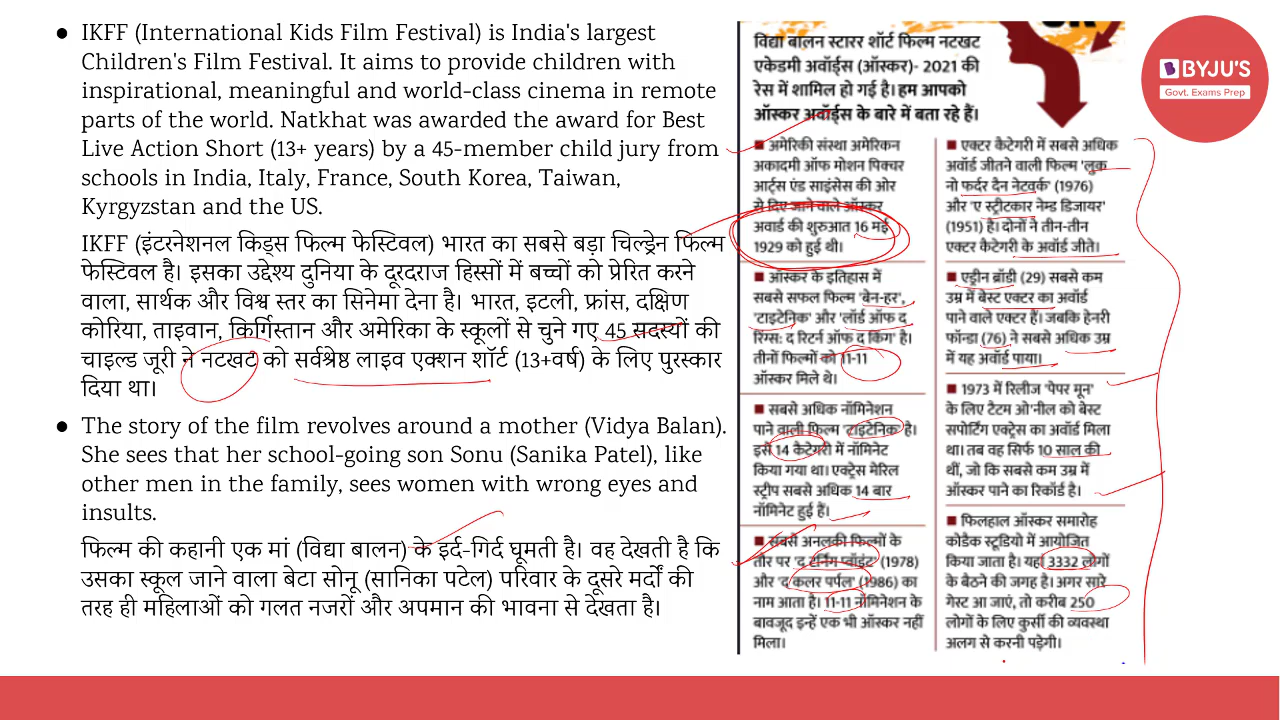 IKFF (International Kids Film Festival) is India's largest
Children's Film Festival. It aims to provide children with
inspirational, meaningful and world-class cinema in remote
parts of the world. Natkhat was awarded the award for Best
Live Action Short (13+ years) by a 45-member child jury from
schools in India, Italy, France, South Korea, Taiwan,
Kyrgyzstan and the US.
IKFF (इंटरनेशनल किड्स फिल्म फेस्टिवल) भारत का सबसे बड़ा चिल्ड्रेन फिल्म
फेस्टिवल है। इसका उद्देश्य दुनिया के दूरदराज हिस्सों में बच्चों को प्रेरित करने
वाला, सार्थक और विश्व स्तर का सिनेमा देना है। भारत, इटली, फ्रांस, दक्षिण
कोरिया, ताइवान, किर्गिस्तान और अमेरिका के स्कूलों से चुने गए 45 सदस्यों की
चाइल्ड जूरी ने नटखट को सर्वश्रेष्ठ लाइव एक्शन शॉर्ट (13+वर्ष) के लिए पुरस्कार
दिया था।
The story of the film revolves around a mother (Vidya Balan).
She sees that her school-going son Sonu (Sanika Patel), like
other men in the family, sees women with wrong eyes and
insults.
फिल्म की कहानी एक मां (विद्या बालन) के इर्द-गिर्द घूमती है। वह देखती है कि
उसका स्कूल जाने वाला बेटा सोनू (सानिका पटेल) परिवार के दूसरे मर्दों की
तरह ही महिलाओं को गलत नजरों और अपमान की भावना से देखता है।
विद्या बालन स्टारर शॉर्ट फिल्म नटखट
एकेडमी अवॉर्ड्स (ऑस्कर)- 2021 की
रेस में शामिल हो गई है। हम आपको
ऑस्कर अवॉर्ड्स के बारे में बता रहे हैं।
अमेरिकी संस्था अमेरिकन
अकादमी ऑफ मोशन पिक्चर
आर्ट्स एंड साइंसेस की ओर
से दिए जाने वाले ऑस्कर
अवार्ड की शुरुआत 16 मई
1929 को हुई थी।
ऑस्कर के इतिहास में
सबसे सफल फिल्म 'बेन-हर',
'टाइटेनिक' और 'लॉर्ड ऑफ द
रिंग्स: द रिटर्न ऑफ द किंग' है।
तीनों फिल्मों को 11-11
ऑस्कर मिले थे।
सबसे अधिक नॉमिनेशन
पाने वाली फिल्म 'टाइटेनिक' है।
इसे 14 कैटेगरी में नॉमिनेट
किया गया था। एक्ट्रेस मेरिल
स्ट्रीप सबसे अधिक 14 बार
नॉमिनेट हुई हैं।
सबसे अनलकी फिल्मों के
तौर पर 'द टर्निंग प्वॉइंट' (1978)
और 'द कलर पर्पल' (1986) का
नाम आता है। 11-11 नॉमिनेशन के
बावजूद इन्हें एक भी ऑस्कर नहीं
मिला।
एक्टर कैटेगरी में सबसे अधिक
अवॉर्ड जीतने वाली फिल्म 'लुक
नो फर्दर दैन नेटवर्क' (1976)
और 'ए स्ट्रीटकार नेम्ड डिजायर'
(1951) है। दोनों ने तीन-तीन
एक्टर कैटेगरी के अवॉर्ड जीते।
एड्रीन ब्रॉडी (29) सबसे कम
उम्र में बेस्ट एक्टर का अवॉर्ड
पाने वाले एक्टर हैं। जबकि हेनरी
फॉन्डा (76) ने सबसे अधिक उम्र
में यह अवॉर्ड पाया।
1973 में रिलीज 'पेपर मून'
के लिए टैटम ओ'नील को बेस्ट
सपोर्टिंग एक्ट्रेस का अवॉर्ड मिला
था। तब वह सिर्फ 10 साल की
थीं, जो कि सबसे कम उम्र में
ऑस्कर पाने का रिकॉर्ड है।
फिलहाल ऑस्कर समारोह
कोडैक स्टूडियो में आयोजित
किया जाता है। यहां 3332 लोगों
के बैठने की जगह है। अगर सारे
गेस्ट आ जाएं, तो करीब 250
लोगों के लिए कुर्सी की व्यवस्था
अलग से करनी पड़ेगी।
BYJU'S
Govt. Exams Prep